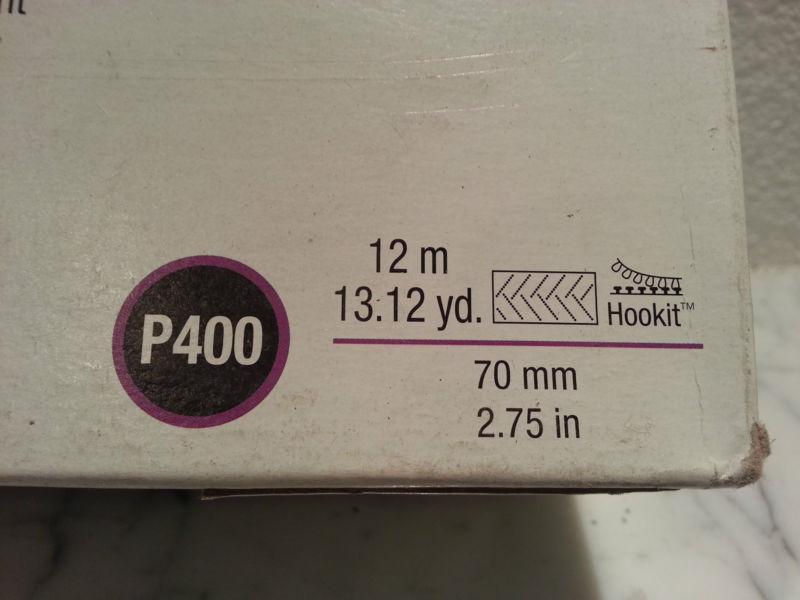 P400
12 m
13.12 yd.
Hookit™
70 mm
2.75 in